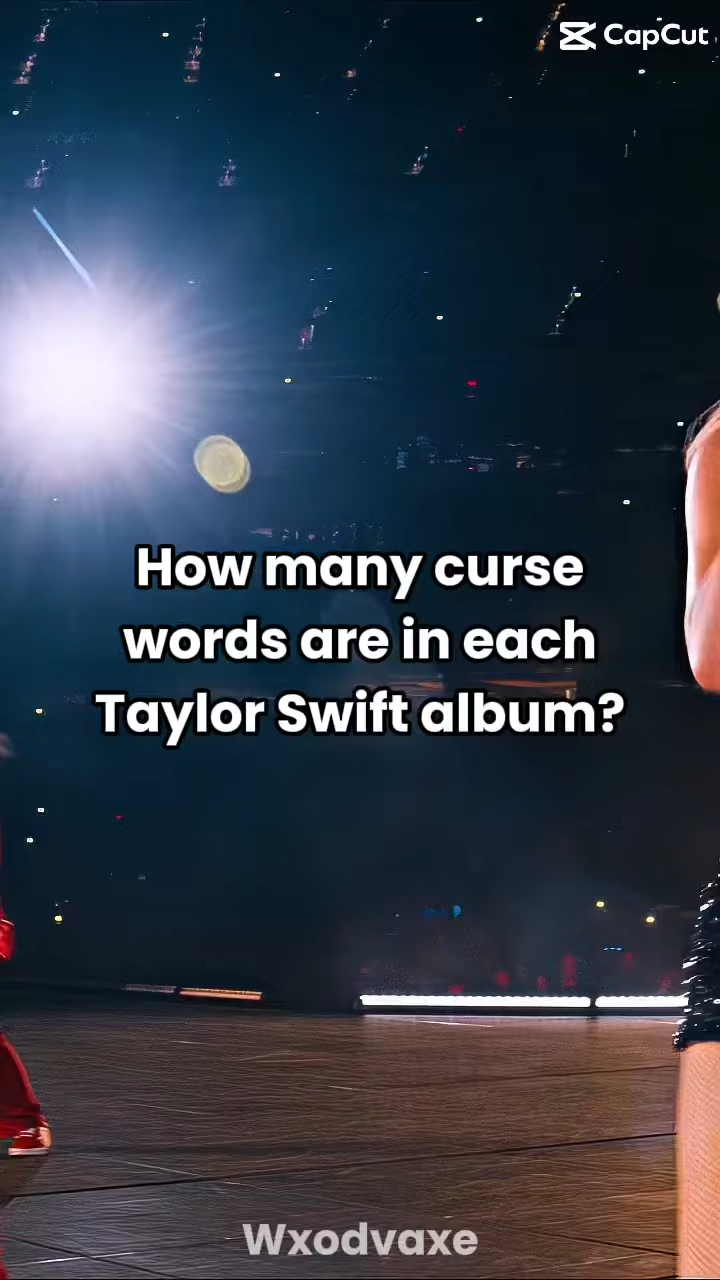 CapCut
How many curse
words are in each
Taylor Swift album?
Wxodvaxe